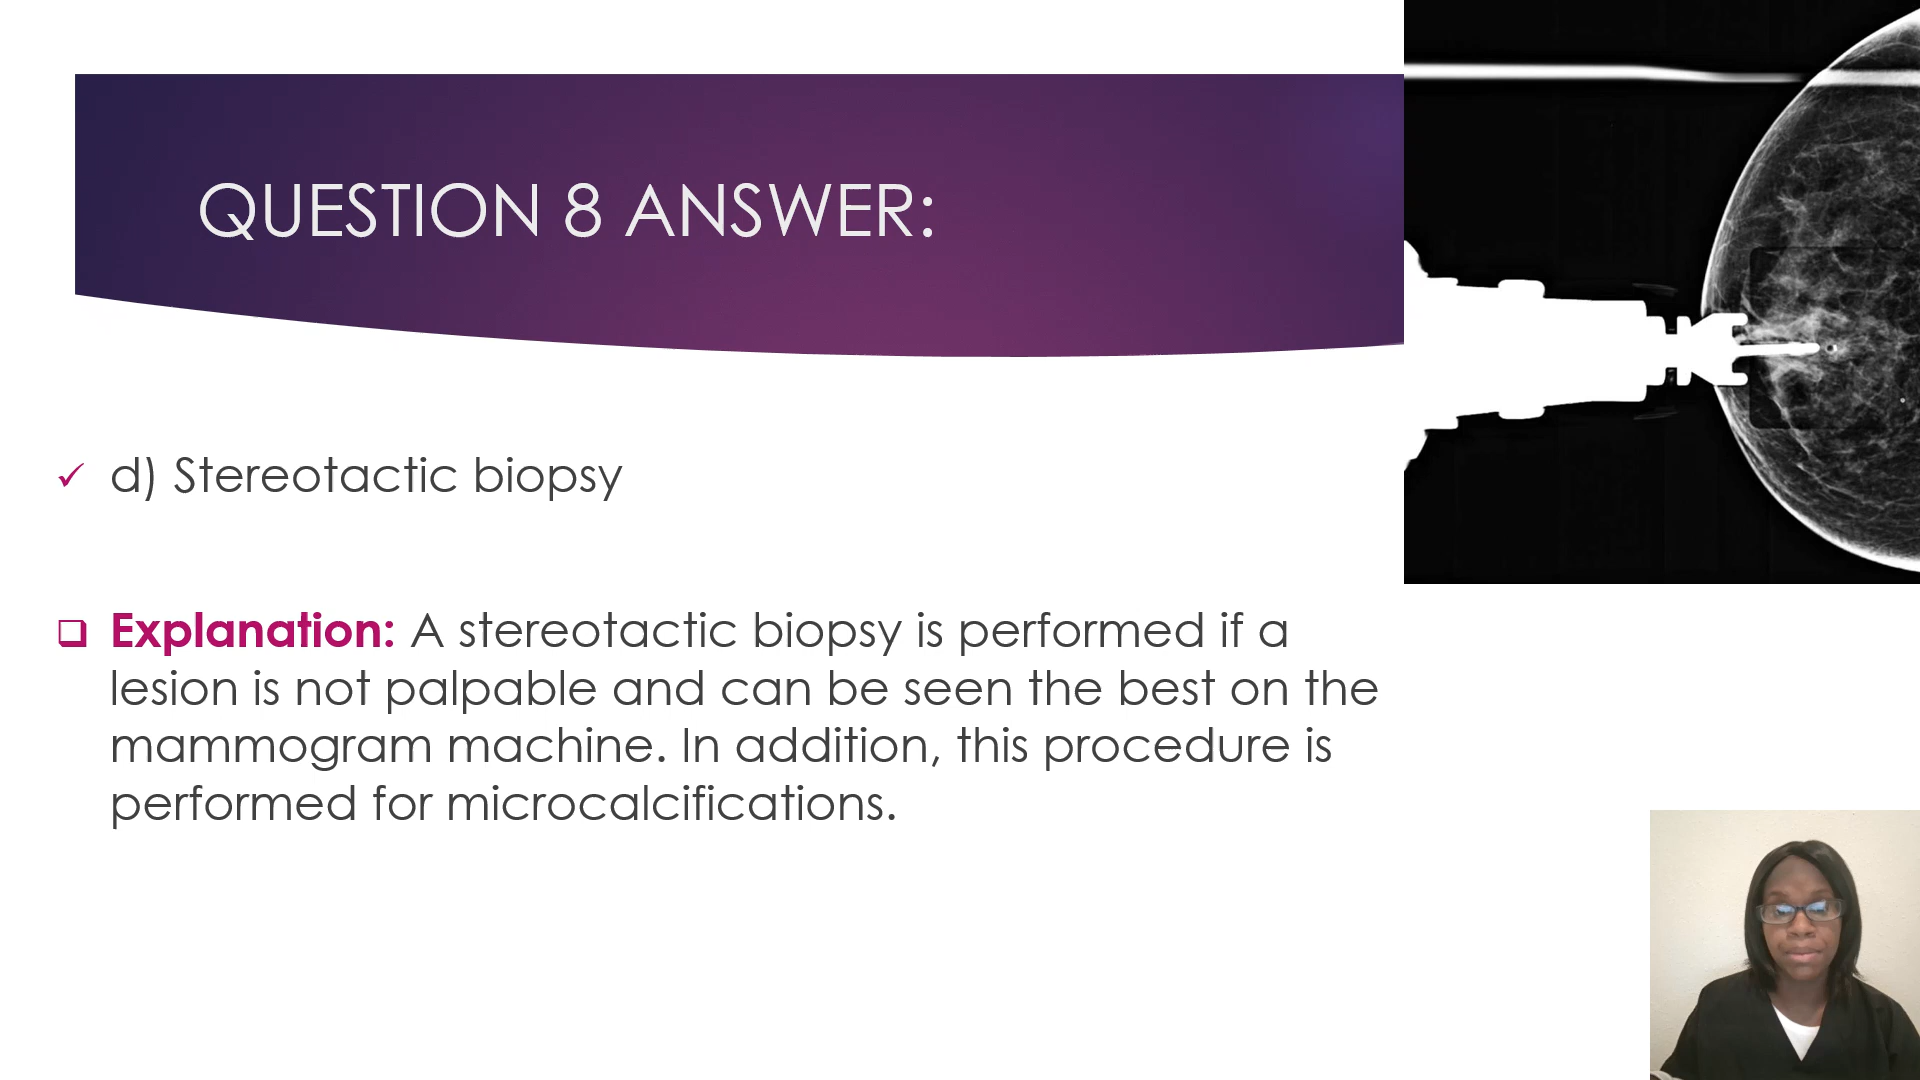 QUESTION 8 ANSWER:
d) Stereotactic biopsy
Explanation: A stereotactic biopsy is performed if a
lesion is not palpable and can be seen the best on the
mammogram machine. In addition, this procedure is
performed for microcalcifications.